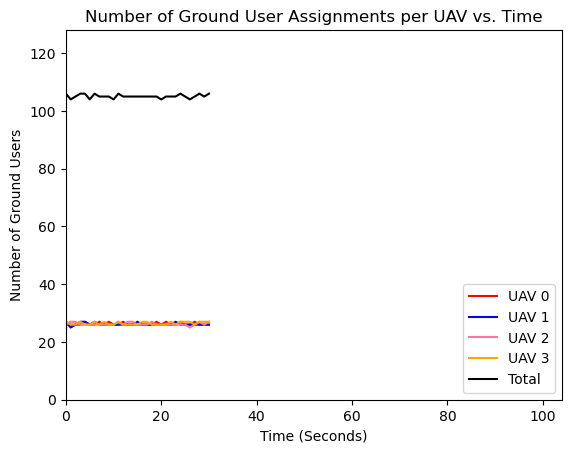 Number of Ground User Assignments per UAV vs. Time
Number of Ground Users
120
100
80
60
40
20
0
0 20 40 60 80 100
Time (Seconds)
UAV 0
UAV 1
UAV 2
UAV 3
Total